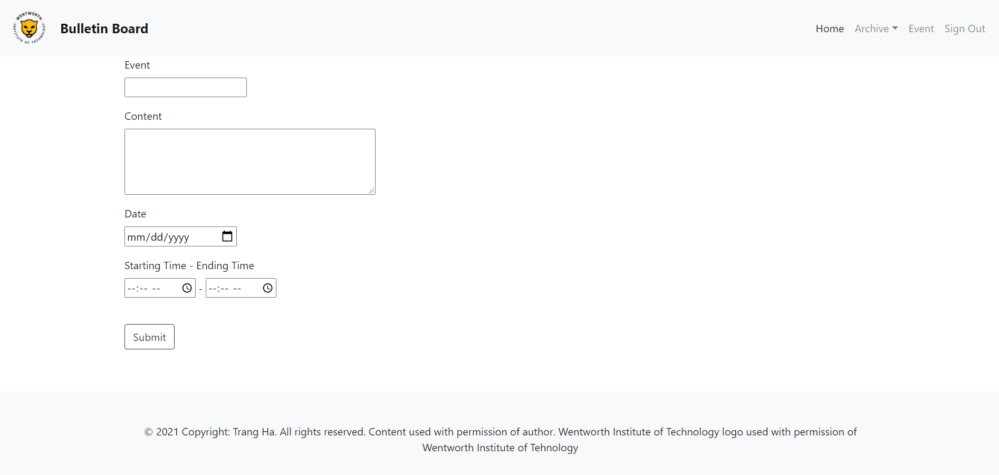 WENTWORTH
INSTITUTE OF TECHNOLOGY
Bulletin Board
Home Archive Event Sign Out
Event
Content
Date
mm/dd/yyyy
Starting Time - Ending Time
--:-- -- - --:-- --
Submit
© 2021 Copyright: Trang Ha. All rights reserved. Content used with permission of author. Wentworth Institute of Technology logo used with permission of
Wentworth Institute of Tehnology